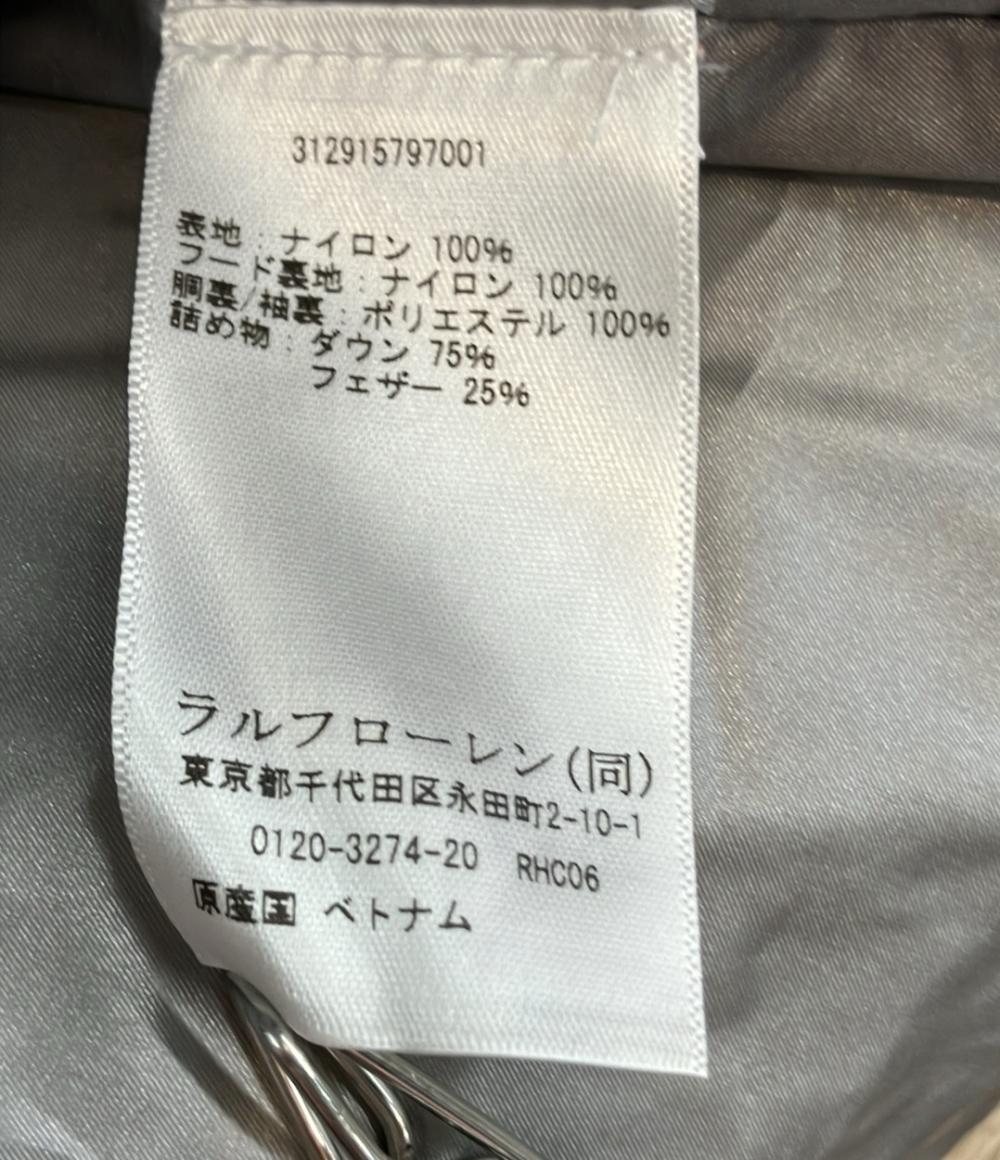 312915797001
表地：ナイロン 100%
フード裏地：ナイロン 100%
胴裏/袖裏：ポリエステル 100%
詰め物：ダウン 75%
フェザー 25%
ラルフローレン(同)
東京都千代田区永田町2-10-1
0120-3274-20 RHC06
原産国 ベトナム